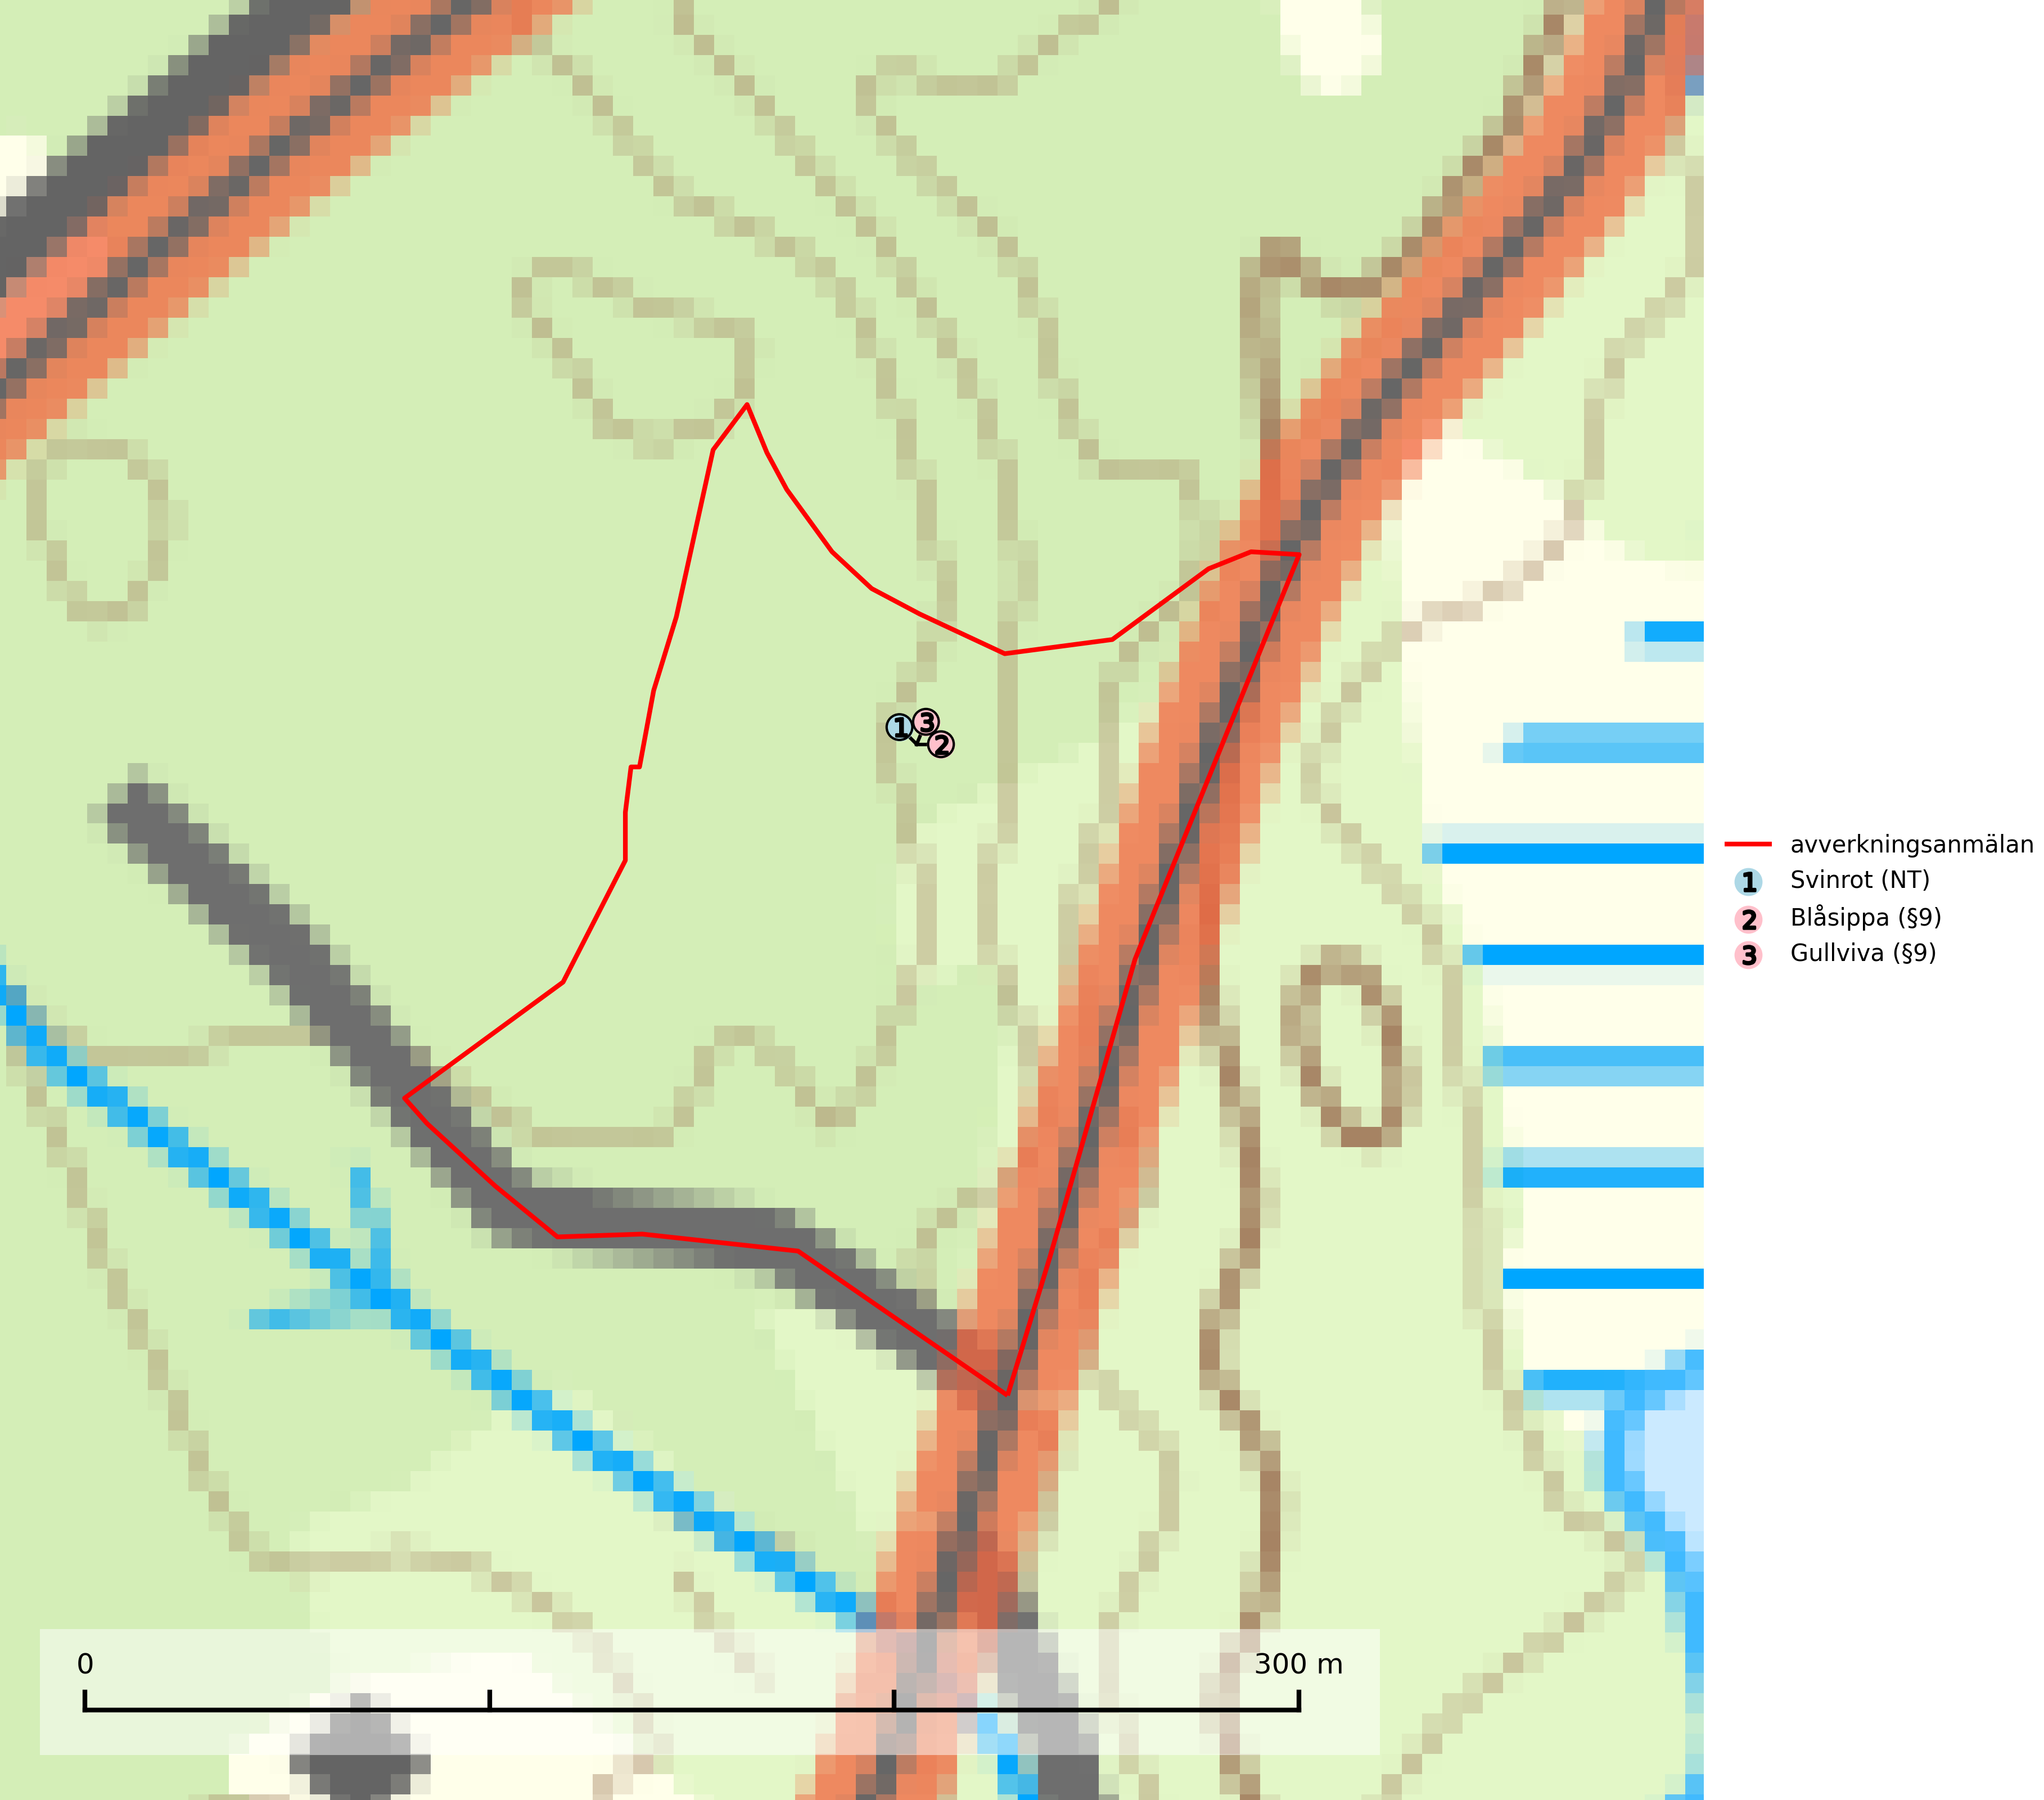 1
3
2
avverkningsanmälan
1 Svinrot (NT)
2 Blåsippa (§9)
3 Gullviva (§9)
0 300 m